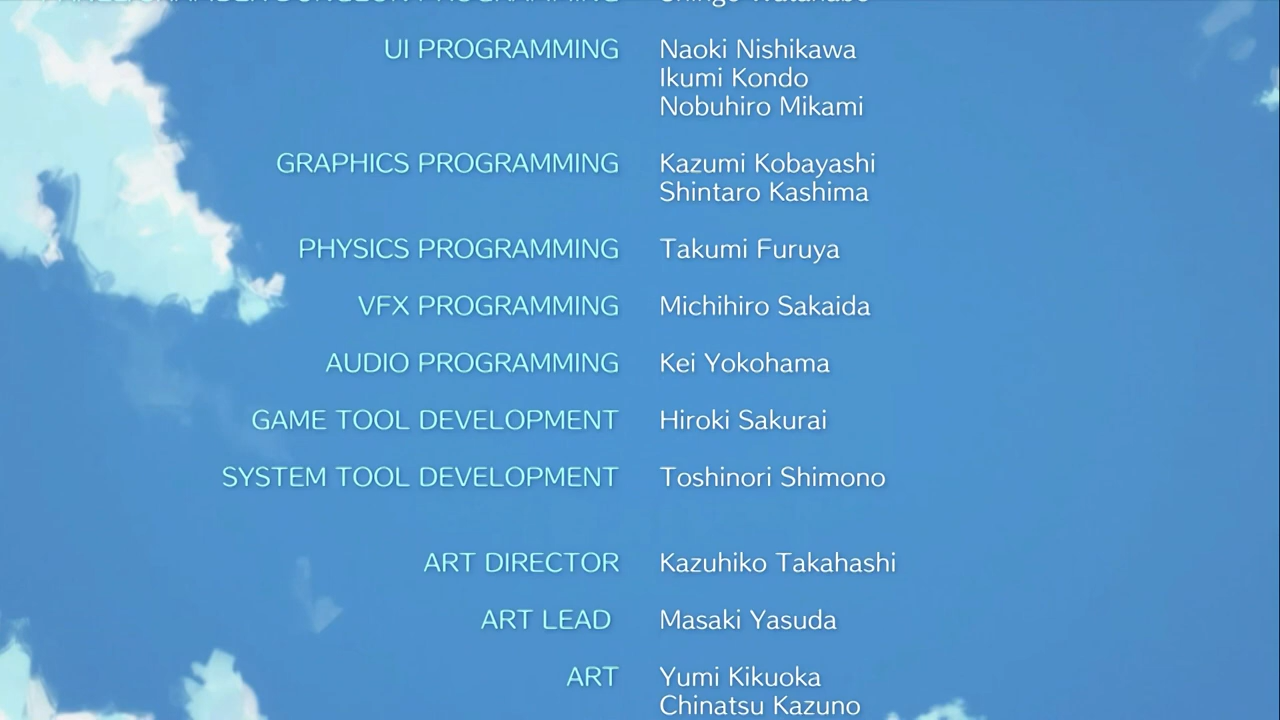 UI PROGRAMMING Naoki Nishikawa
Ikumi Kondo
Nobuhiro Mikami
GRAPHICS PROGRAMMING Kazumi Kobayashi
Shintaro Kashima
PHYSICS PROGRAMMING Takumi Furuya
VFX PROGRAMMING Michihiro Sakaida
AUDIO PROGRAMMING Kei Yokohama
GAME TOOL DEVELOPMENT Hiroki Sakurai
SYSTEM TOOL DEVELOPMENT Toshinori Shimono
ART DIRECTOR Kazuhiko Takahashi
ART LEAD Masaki Yasuda
ART Yumi Kikuoka
Chinatsu Kazuno